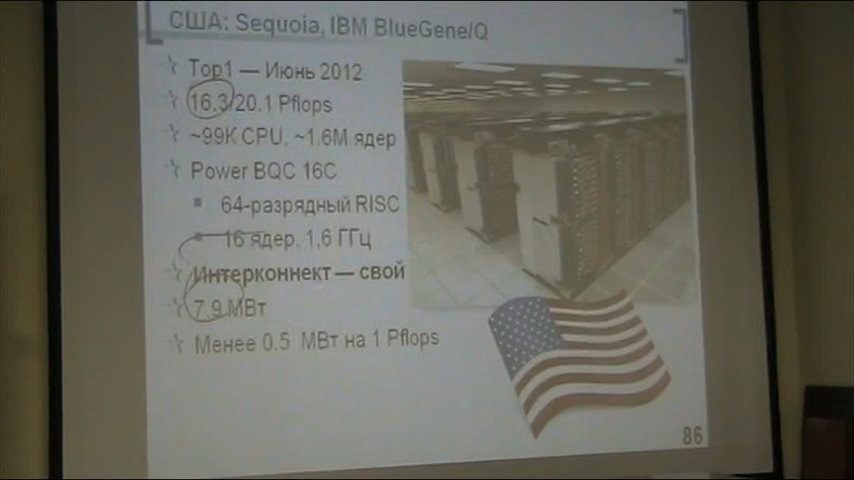 США: Sequoia, IBM BlueGene/Q
Top1 — Июнь 2012
16.3/20.1 Pflops
~99K CPU, ~1.6M ядер
Power BQC 16C
64-разрядный RISC
16 ядер, 1,6 ГГц
Интерконнект — свой
7.9 МВт
Менее 0.5 МВт на 1 Pflops
86